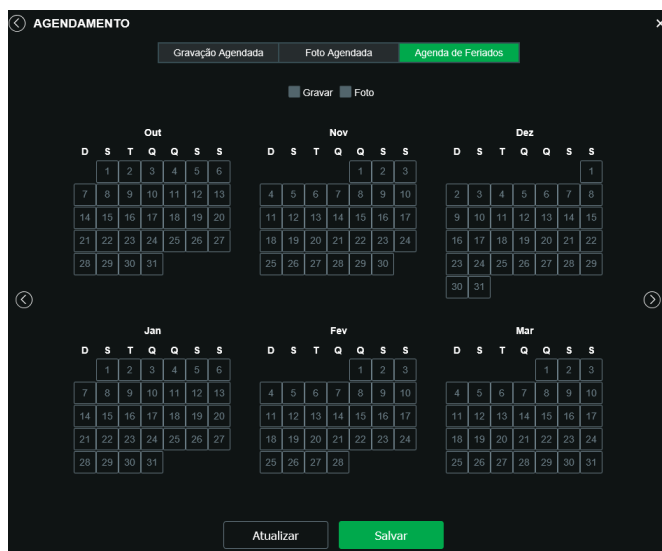 AGENDAMENTO
Gravação Agendada Foto Agendada Agenda de Feriados
Gravar Foto
Out Nov Dez
D S T Q Q S S D S T Q Q S S D S T Q Q S S
1 2 3 4 5 6 1 2 3 1
7 8 9 10 11 12 13 4 5 6 7 8 9 10 2 3 4 5 6 7 8
14 15 16 17 18 19 20 11 12 13 14 15 16 17 9 10 11 12 13 14 15
21 22 23 24 25 26 27 18 19 20 21 22 23 24 16 17 18 19 20 21 22
28 29 30 31 25 26 27 28 29 30 23 24 25 26 27 28 29
30 31
Jan Fev Mar
D S T Q Q S S D S T Q Q S S D S T Q Q S S
1 2 3 4 5 6 1 2 3 1 2 3
7 8 9 10 11 12 13 4 5 6 7 8 9 10 4 5 6 7 8 9 10
14 15 16 17 18 19 20 11 12 13 14 15 16 17 11 12 13 14 15 16 17
21 22 23 24 25 26 27 18 19 20 21 22 23 24 18 19 20 21 22 23 24
28 29 30 31 25 26 27 28 25 26 27 28 29 30 31
Atualizar Salvar